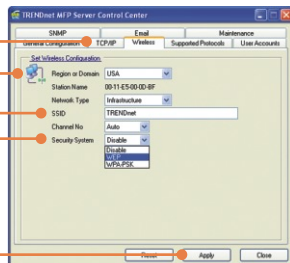 TRENDnet MFP Server Control Center
SNMP Email Maintenance
General Configuration TCP/IP Wireless Supported Protocols User Accounts
Set Wireless Configuration
Region or Domain USA
Station Name 00-11-E5-00-0D-BF
Network Type Infrastructure
SSID TRENDnet
Channel No Auto
Security System Disable
Disable
WEP
WPA-PSK
Reset Apply Close